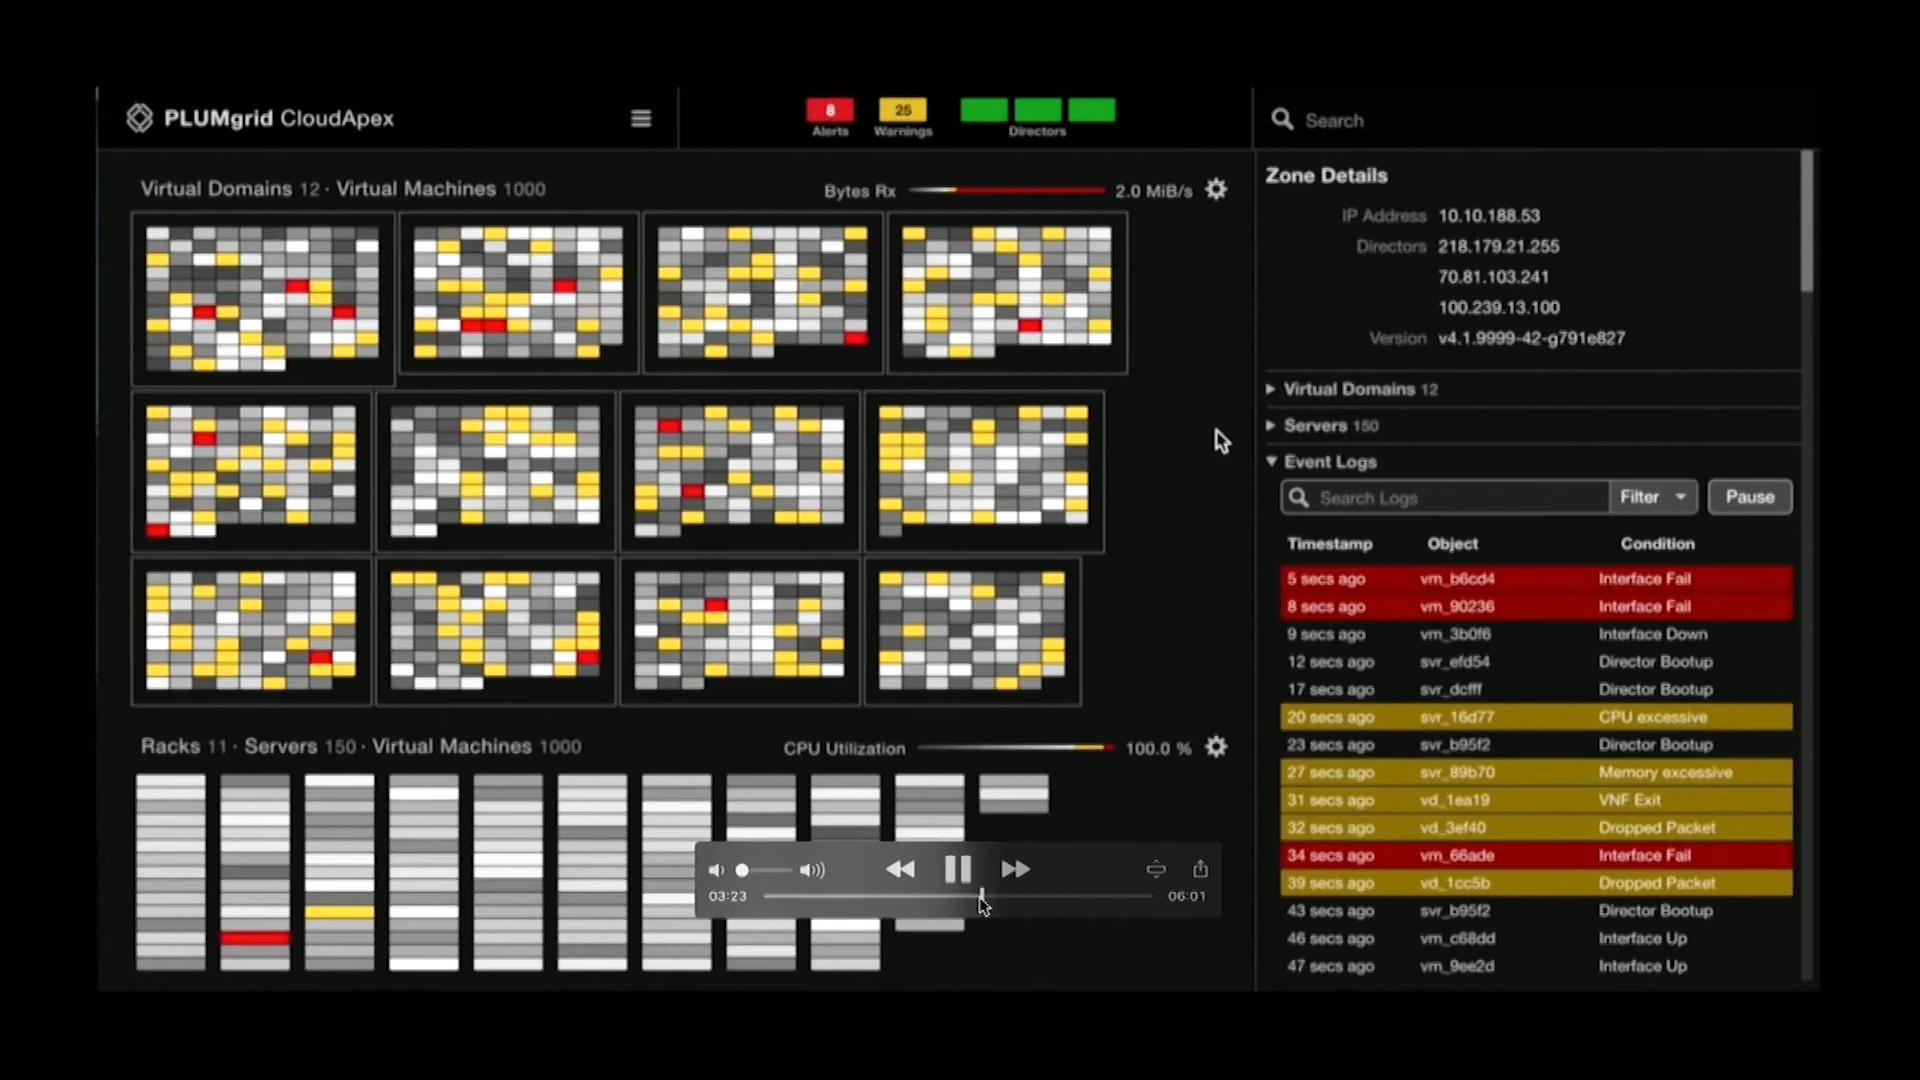 PLUMgrid CloudApex
8
Alerts
25
Warnings
Directors
Search
Virtual Domains 12 · Virtual Machines 1000
Bytes Rx
2.0 MiB/s
Zone Details
IP Address 10.10.188.53
Directors 218.179.21.255
70.81.103.241
100.239.13.100
Version v4.1.9999-42-g791e827
Virtual Domains 12
Servers 150
Event Logs
Search Logs
Filter
Pause
Timestamp Object Condition
5 secs ago vm_b6cd4 Interface Fail
8 secs ago vm_90236 Interface Fail
9 secs ago vm_3b0f6 Interface Down
12 secs ago svr_efd54 Director Bootup
17 secs ago svr_dcfff Director Bootup
20 secs ago svr_16d77 CPU excessive
23 secs ago svr_b95f2 Director Bootup
27 secs ago svr_89b70 Memory excessive
31 secs ago vd_1ea19 VNF Exit
32 secs ago vd_3ef40 Dropped Packet
34 secs ago vm_66ade Interface Fail
39 secs ago vd_1cc5b Dropped Packet
43 secs ago svr_b95f2 Director Bootup
46 secs ago vm_c68dd Interface Up
47 secs ago vm_9ee2d Interface Up
Racks 11 · Servers 150 · Virtual Machines 1000
CPU Utilization
100.0 %
03:23
06:01